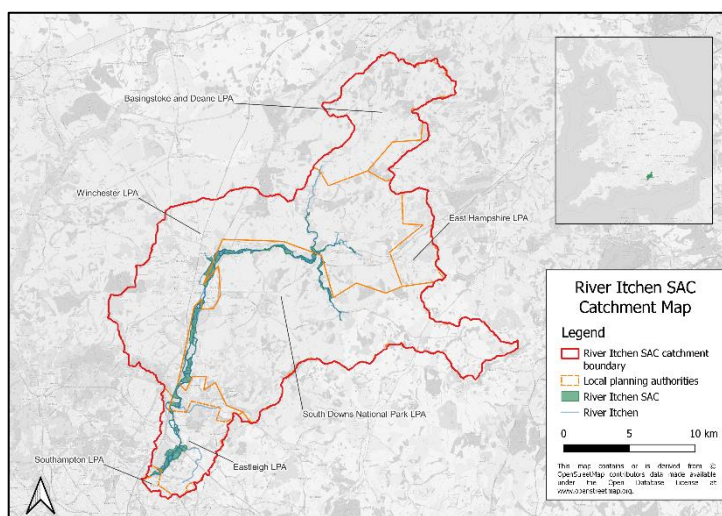 Basingstoke and Deane LPA
Winchester LPA
East Hampshire LPA
South Downs National Park LPA
Southampton LPA
Eastleigh LPA
River Itchen SAC
Catchment Map
Legend
River Itchen SAC catchment
boundary
Local planning authorities
River Itchen SAC
River Itchen
0 5 10 km
This map contains or is derived from ©
OpenStreetMap contributors data made available
under the Open Database License at
www.openstreetmap.org.